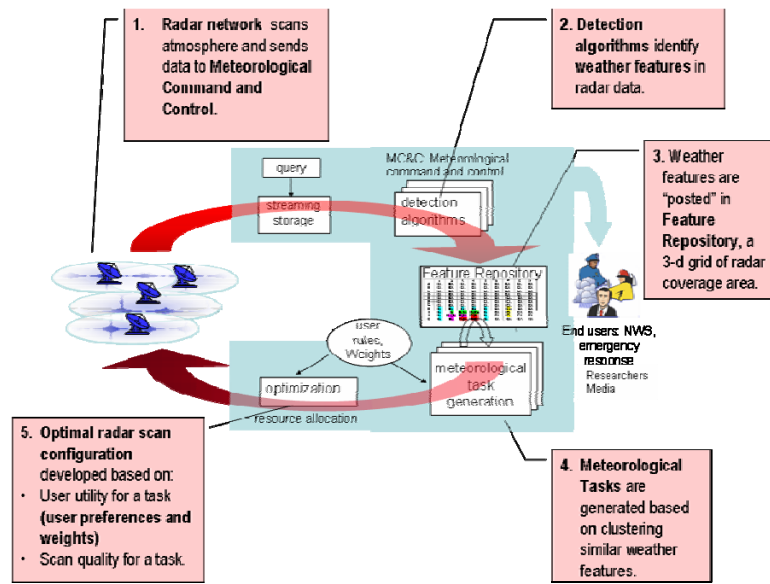 1. Radar network scans
atmosphere and sends
data to Meteorological
Command and
Control.
2. Detection
algorithms identify
weather features in
radar data.
query
streaming
storage
MC&C: Meteorological
command and control
detection
algorithms
3. Weather
features are
“posted” in
Feature
Repository, a
3-d grid of radar
coverage area.
Feature Repository
End users: NWS,
emergency
response
Researchers
Media
user
rules,
Weights
optimization
resource allocation
meteorological
task
generation
5. Optimal radar scan
configuration
developed based on:
• User utility for a task
(user preferences and
weights)
• Scan quality for a task.
4. Meteorological
Tasks are
generated based
on clustering
similar weather
features.